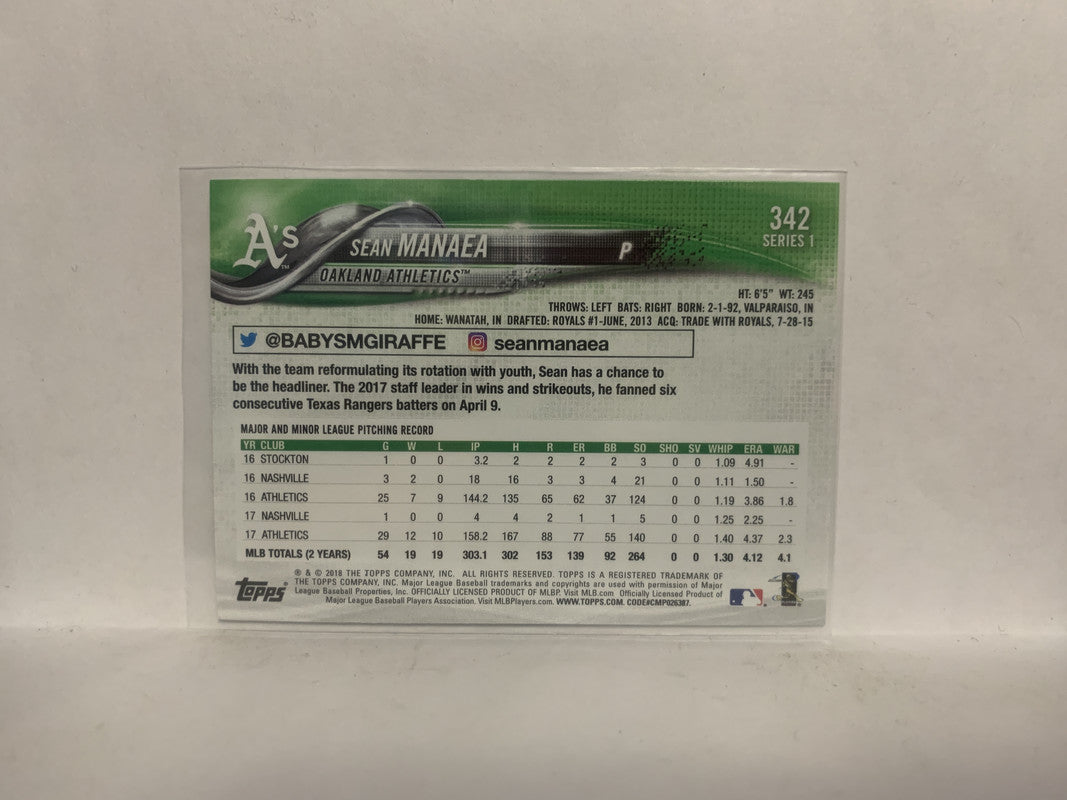 A's™
SEAN MANAEA P
OAKLAND ATHLETICS™
342
SERIES 1
HT: 6'5" WT: 245
THROWS: LEFT BATS: RIGHT BORN: 2-1-92, VALPARAISO, IN
HOME: WANATAH, IN DRAFTED: ROYALS #1-JUNE, 2013 ACQ: TRADE WITH ROYALS, 7-28-15
@BABYSMGIRAFFE seanmanaea
With the team reformulating its rotation with youth, Sean has a chance to
be the headliner. The 2017 staff leader in wins and strikeouts, he fanned six
consecutive Texas Rangers batters on April 9.
MAJOR AND MINOR LEAGUE PITCHING RECORD
YR CLUB G W L IP H R ER BB SO SHO SV WHIP ERA WAR
16 STOCKTON 1 0 0 3.2 2 2 2 2 3 0 0 1.09 4.91 -
16 NASHVILLE 3 2 0 18 16 3 3 4 21 0 0 1.11 1.50 -
16 ATHLETICS 25 7 9 144.2 135 65 62 37 124 0 0 1.19 3.86 1.8
17 NASHVILLE 1 0 0 4 4 2 1 1 5 0 0 1.25 2.25 -
17 ATHLETICS 29 12 10 158.2 167 88 77 55 140 0 0 1.40 4.37 2.3
MLB TOTALS (2 YEARS) 54 19 19 303.1 302 153 139 92 264 0 0 1.30 4.12 4.1
topps®
® & © 2018 THE TOPPS COMPANY, INC. ALL RIGHTS RESERVED. TOPPS IS A REGISTERED TRADEMARK OF
THE TOPPS COMPANY, INC. Major League Baseball trademarks and copyrights are used with permission of Major
League Baseball Properties, Inc. OFFICIALLY LICENSED PRODUCT OF MLBP. Visit MLB.com Officially Licensed Product of
Major League Baseball Players Association. Visit MLBPlayers.com. WWW.TOPPS.COM. CODE#CMP026387.